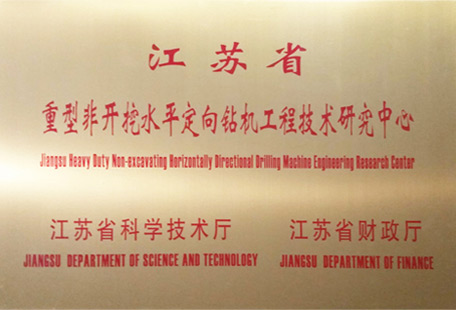 江苏省
重型非开挖水平定向钻机工程技术研究中心
Jiangsu Heavy Duty Non-excavating Horizontally Directional Drilling Machine Engineering Research Center
江苏省科学技术厅 江苏省财政厅
JIANGSU DEPARTMENT OF SCIENCE AND TECHNOLOGY JIANGSU DEPARTMENT OF FINANCE